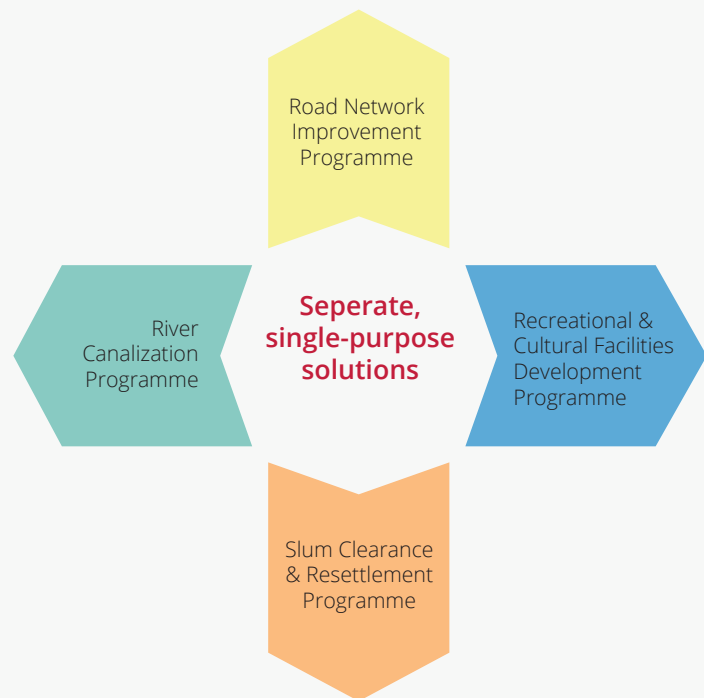 Road Network
Improvement
Programme
River
Canalization
Programme
Seperate,
single-purpose
solutions
Recreational &
Cultural Facilities
Development
Programme
Slum Clearance
& Resettlement
Programme